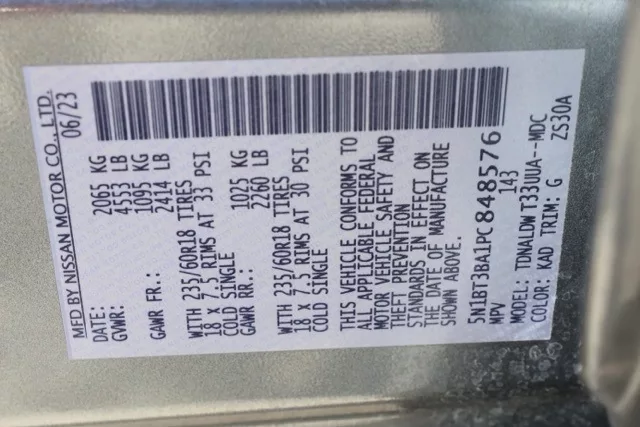 MFD BY NISSAN MOTOR CO., LTD.
DATE: 06/23
GVWR: 2065 KG
4553 LB
GAWR FR.: 1095 KG
2414 LB
WITH 235/60R18 TIRES
18 X 7.5 RIMS AT 33 PSI
COLD SINGLE
GAWR RR.: 1025 KG
2260 LB
WITH 235/60R18 TIRES
18 X 7.5 RIMS AT 30 PSI
COLD SINGLE
THIS VEHICLE CONFORMS TO
ALL APPLICABLE FEDERAL
MOTOR VEHICLE SAFETY AND
THEFT PREVENTION
STANDARDS IN EFFECT ON
THE DATE OF MANUFACTURE
SHOWN ABOVE.
5N1BT3BA1PC848576
MPV 143
MODEL: TDNALDWT33UUA--MDC
COLOR: KAD TRIM: G ZS30A